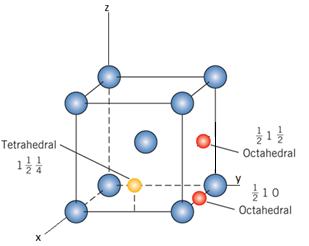 z
Tetrahedral
1 1/2 1/4
1/2 1 1/2
Octahedral
y
1/2 1 0
Octahedral
x